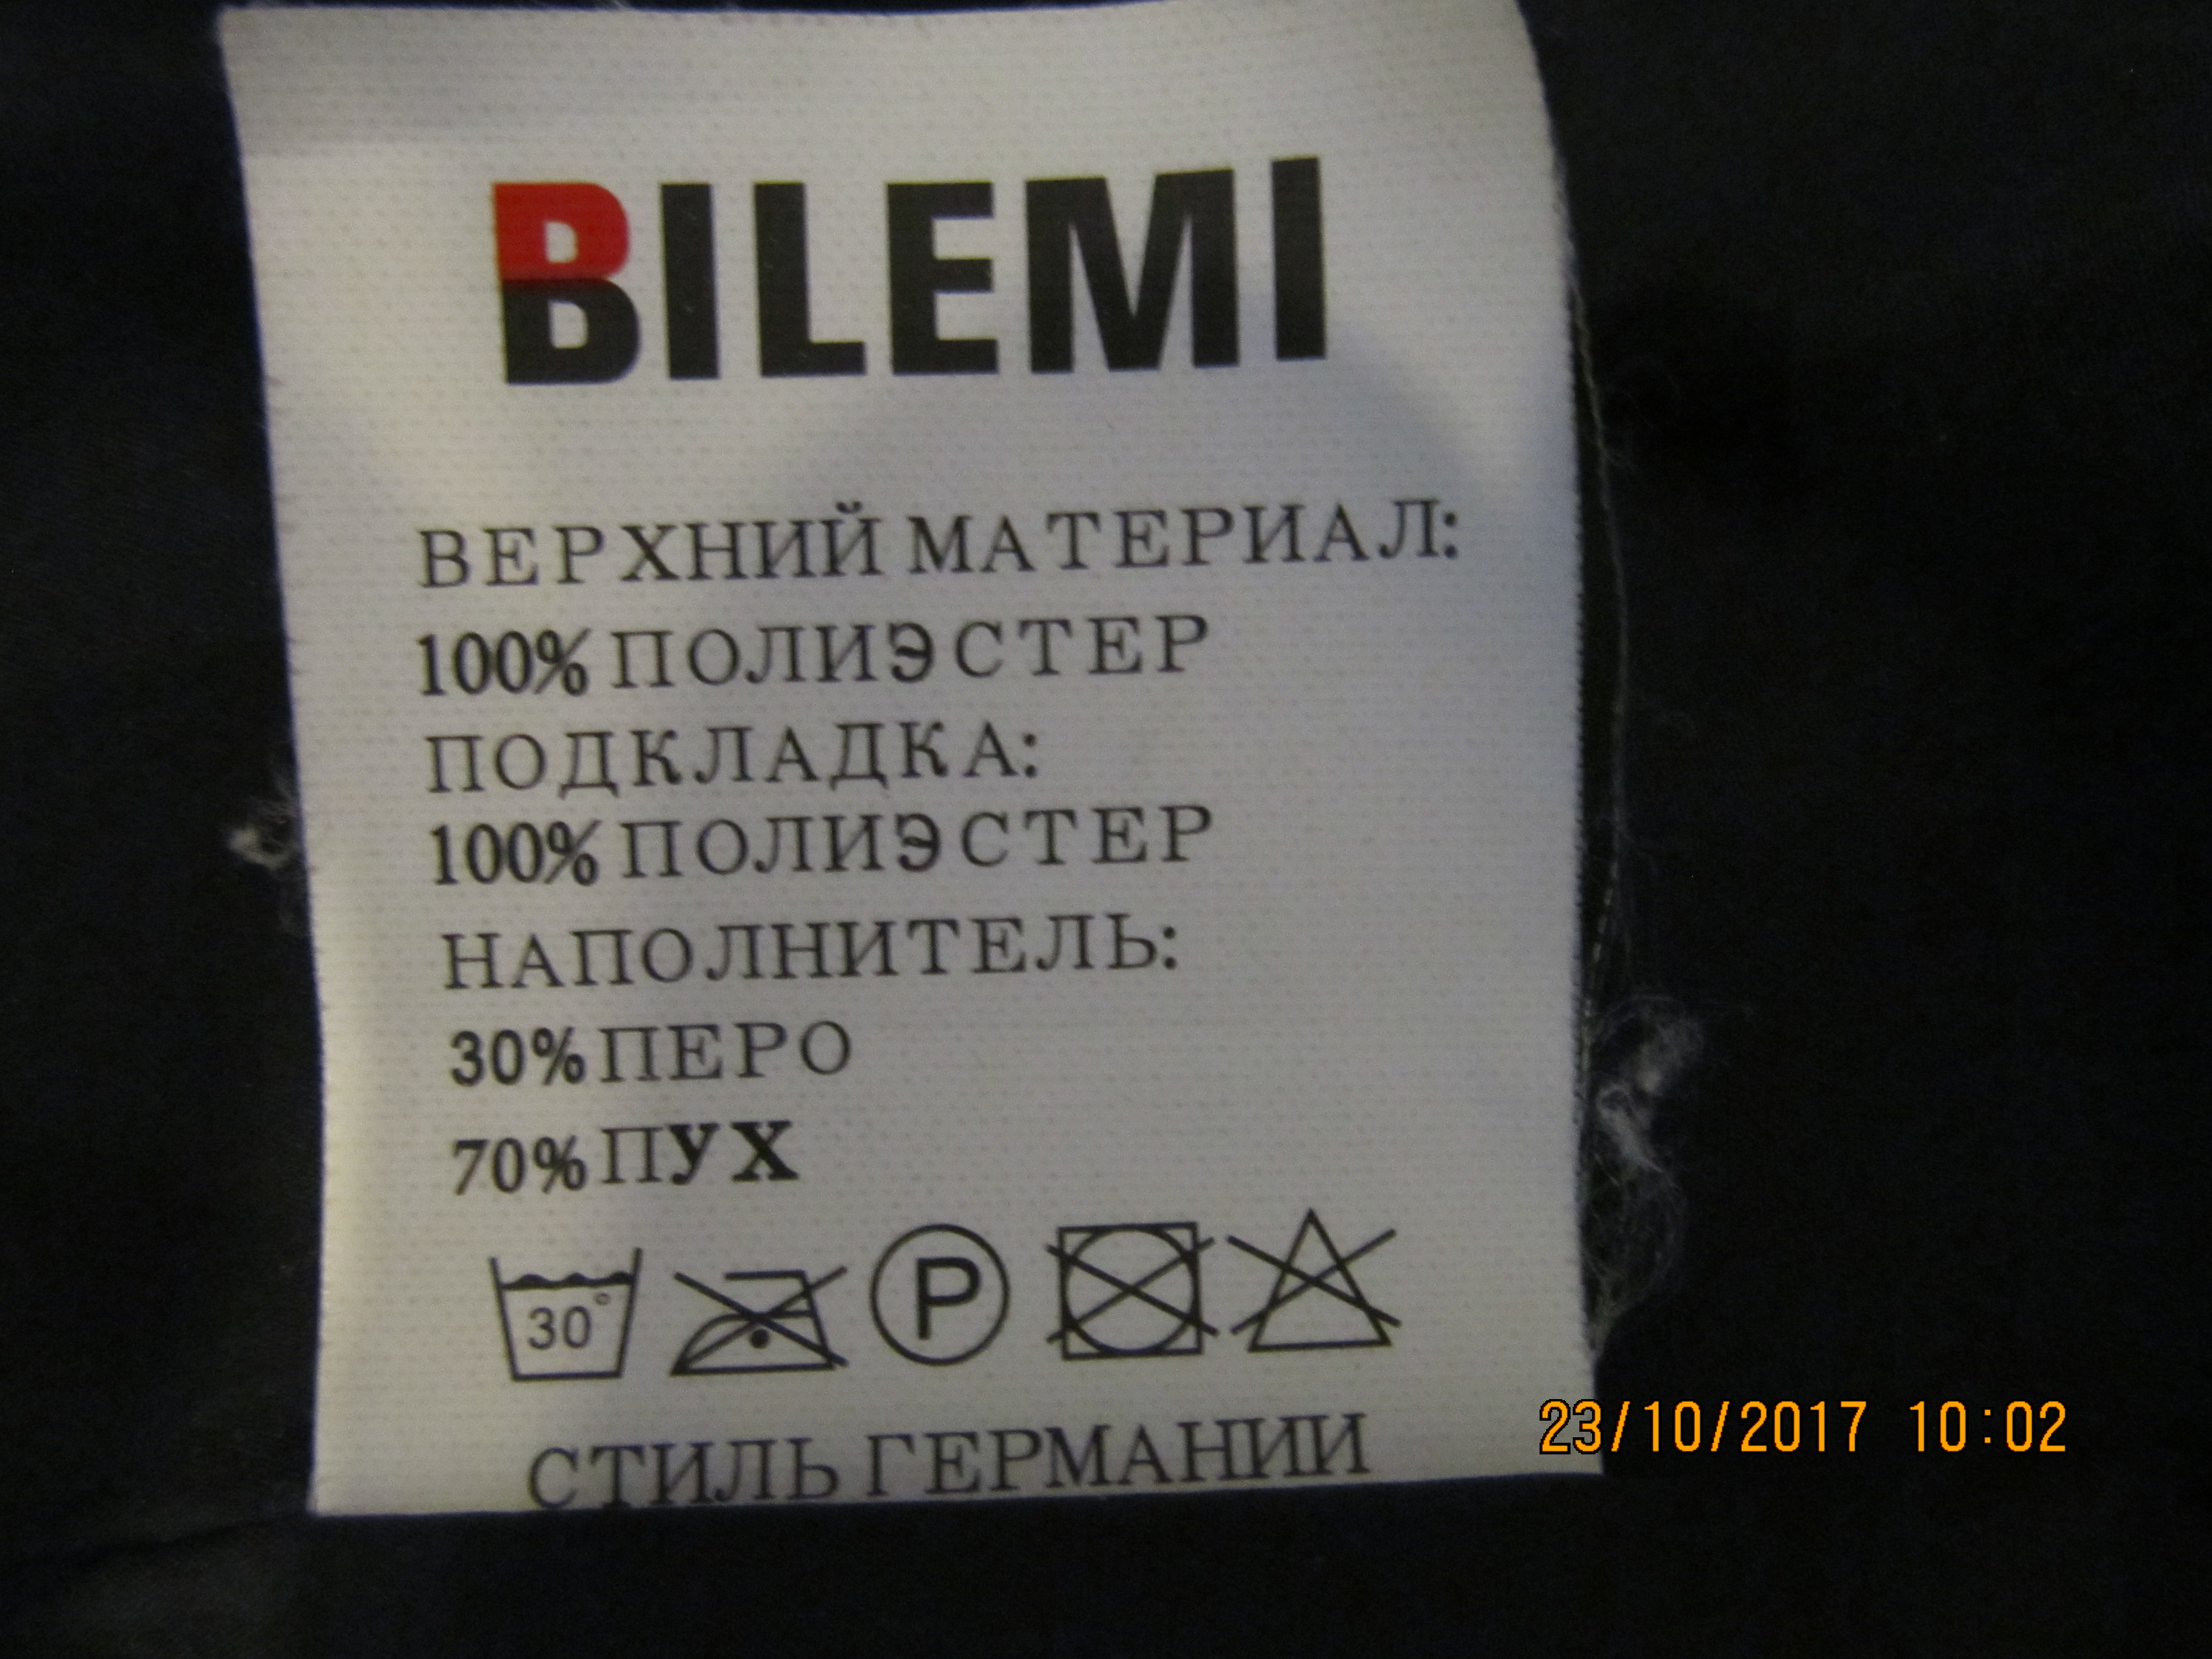 BILEMI
ВЕРХНИЙ МАТЕРИАЛ:
100% ПОЛИЭСТЕР
ПОДКЛАДКА:
100% ПОЛИЭСТЕР
НАПОЛНИТЕЛЬ:
30% ПЕРО
70% ПУХ
30° P
СТИЛЬ ГЕРМАНИИ
23/10/2017 10:02